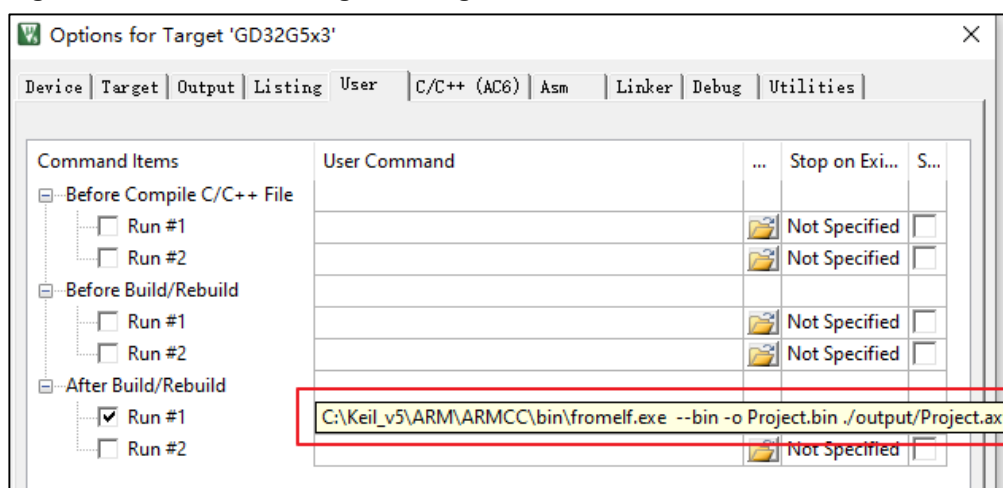 Options for Target 'GD32G5x3'
Device Target Output Listing User C/C++ (AC6) Asm Linker Debug Utilities
Command Items User Command ... Stop on Exi... S...
Before Compile C/C++ File
Run #1 Not Specified
Run #2 Not Specified
Before Build/Rebuild
Run #1 Not Specified
Run #2 Not Specified
After Build/Rebuild
Run #1 C:\Keil_v5\ARM\ARMCC\bin\fromelf.exe --bin -o Project.bin ./output/Project.ax
Run #2 Not Specified